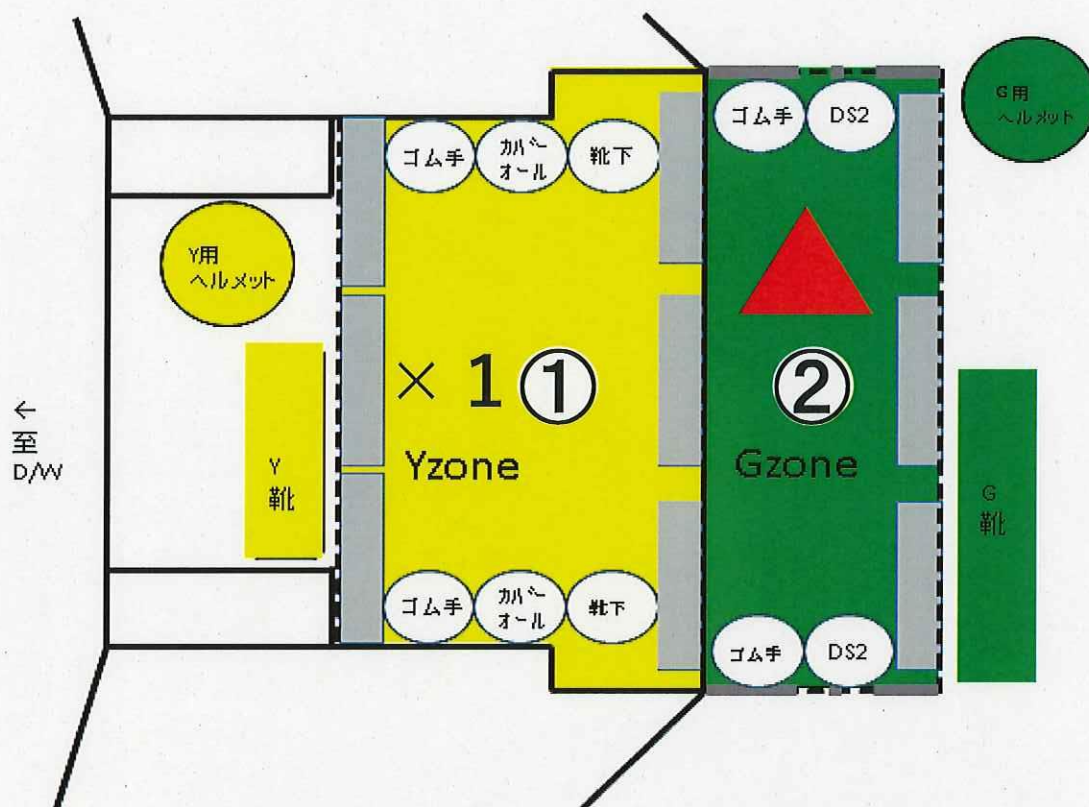 G用
ヘルメット
ゴム手
DS2
ゴム手
カバー
オール
靴下
Y用
ヘルメット
×1①
②
←
至
D/W
Y
靴
Yzone
Gzone
G
靴
ゴム手
カバー
オール
靴下
ゴム手
DS2